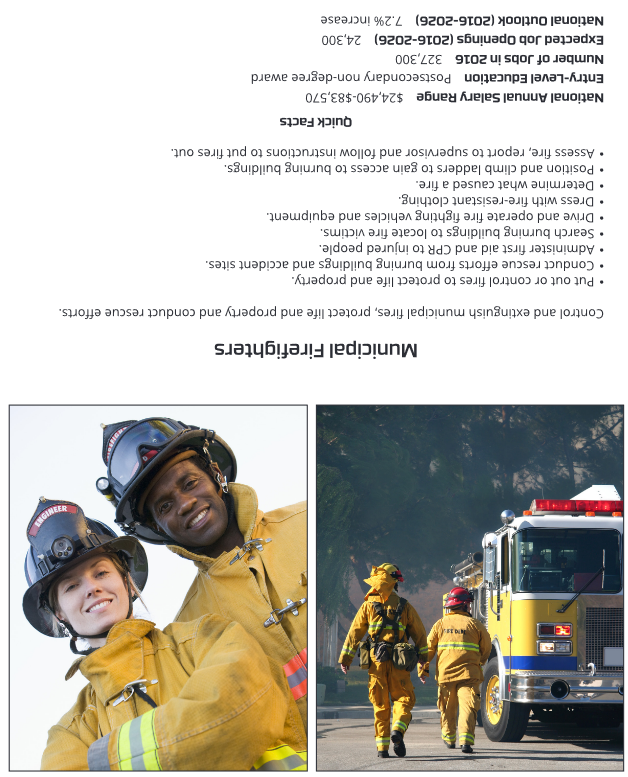 Municipal Firefighters
Control and extinguish municipal fires, protect life and property and conduct rescue efforts.
• Put out or control fires to protect life and property.
• Conduct rescue efforts from burning buildings and accident sites.
• Administer first aid and CPR to injured people.
• Search burning buildings to locate fire victims.
• Drive and operate fire fighting vehicles and equipment.
• Dress with fire-resistant clothing.
• Determine what caused a fire.
• Position and climb ladders to gain access to burning buildings.
• Assess fire, report to supervisor and follow instructions to put fires out.
Quick Facts
National Annual Salary Range $24,490-$83,570
Entry-Level Education Postsecondary non-degree award
Number of Jobs in 2016 327,300
Expected Job Openings (2016-2026) 24,300
National Outlook (2016-2026) 7.2% increase
ENGINEER
FIRE DEPT